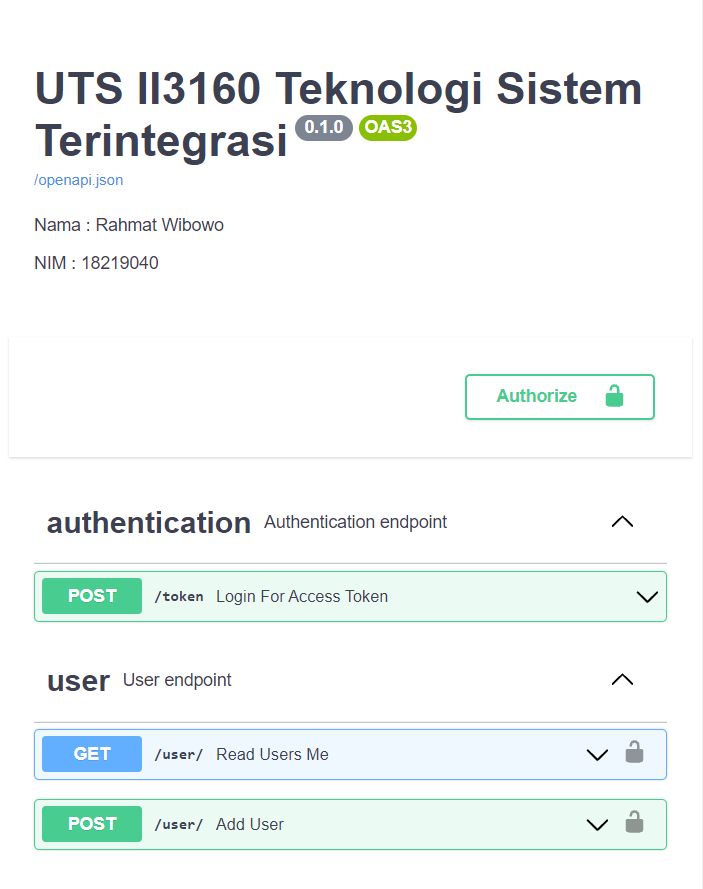 UTS II3160 Teknologi Sistem
Terintegrasi 0.1.0 OAS3
/openapi.json
Nama : Rahmat Wibowo
NIM : 18219040
Authorize
authentication Authentication endpoint
POST /token Login For Access Token
user User endpoint
GET /user/ Read Users Me
POST /user/ Add User